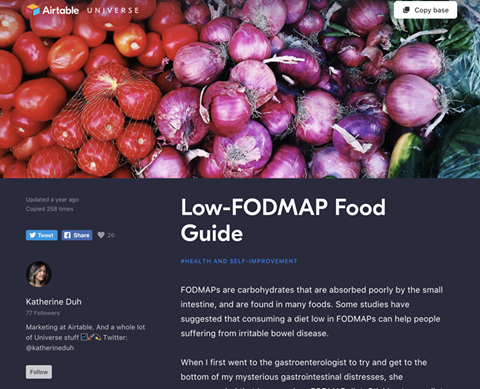 Airtable UNIVERSE
Copy base
Updated a year ago
Copied 258 times
Tweet
Share
26
Katherine Duh
77 Followers
Marketing at Airtable. And a whole
lot of Universe stuff 🌠 Twitter:
@katherineduh
Follow
Low-FODMAP Food
Guide
#HEALTH AND SELF-IMPROVEMENT
FODMAPs are carbohydrates that are absorbed poorly by the small
intestine, and are found in many foods. Some studies have
suggested that consuming a diet low in FODMAPs can help people
suffering from irritable bowel disease.
When I first went to the gastroenterologist to try and get to the
bottom of my mysterious gastrointestinal distresses, she